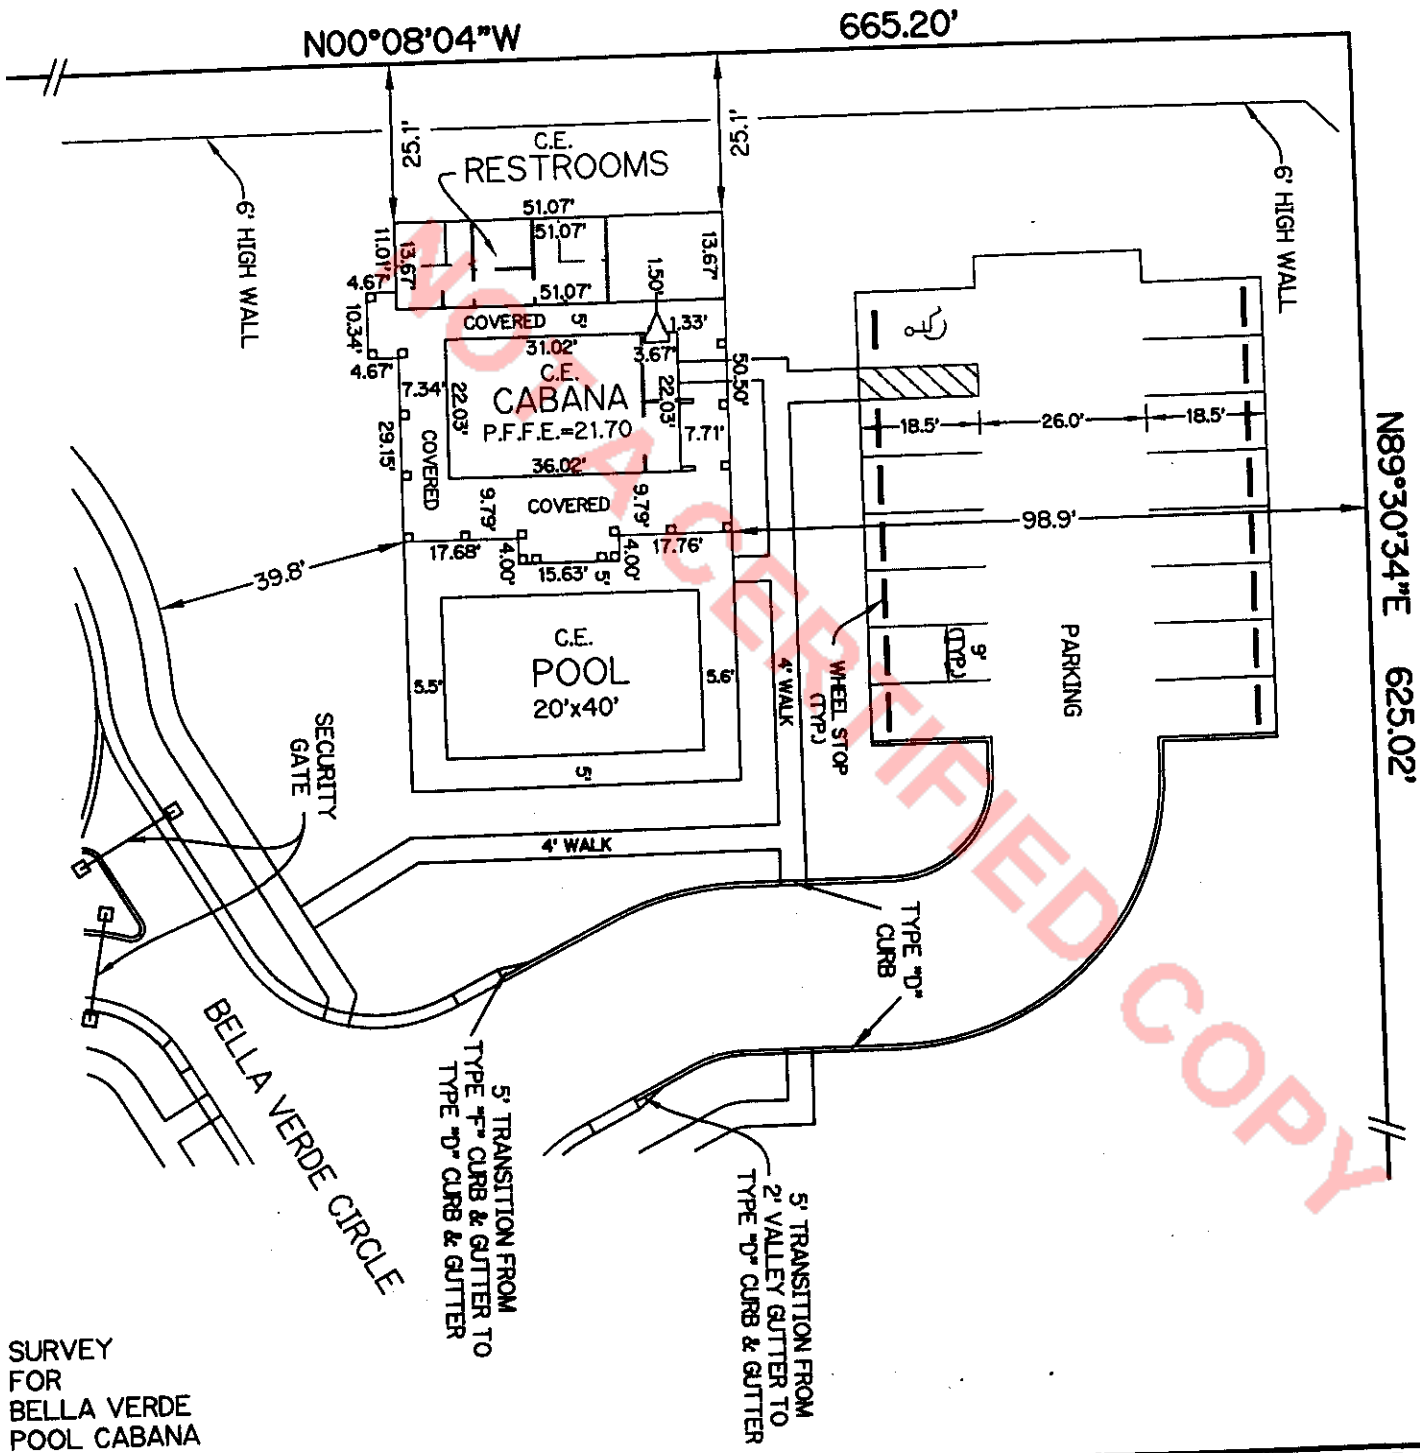 N00°08'04"W
665.20'
25.1'
25.1'
C.E.
RESTROOMS
6' HIGH WALL
6' HIGH WALL
51.07'
51.07'
51.07'
11.01'
13.67'
13.67'
4.67'
10.34'
4.67'
COVERED
5'
1.50'
1.33'
3.67'
31.02'
C.E.
CABANA
P.F.F.E.=21.70
36.02'
7.34'
22.03'
22.03'
50.50'
7.71'
29.15'
COVERED
COVERED
9.79'
9.79'
17.68'
4.00'
15.63'
5'
4.00'
17.76'
18.5'
26.0'
18.5'
98.9'
N89°30'34"E 625.02'
39.8'
C.E.
POOL
20'x40'
5.5'
5.6'
5'
4' WALK
WHEEL STOP
(TYP.)
9'
(TYP.)
PARKING
SECURITY
GATE
4' WALK
TYPE "D"
CURB
BELLA VERDE CIRCLE
5' TRANSITION FROM
TYPE "F" CURB & GUTTER TO
TYPE "D" CURB & GUTTER
5' TRANSITION FROM
2' VALLEY GUTTER TO
TYPE "D" CURB & GUTTER
SURVEY
FOR
BELLA VERDE
POOL CABANA
NOT A CERTIFIED COPY